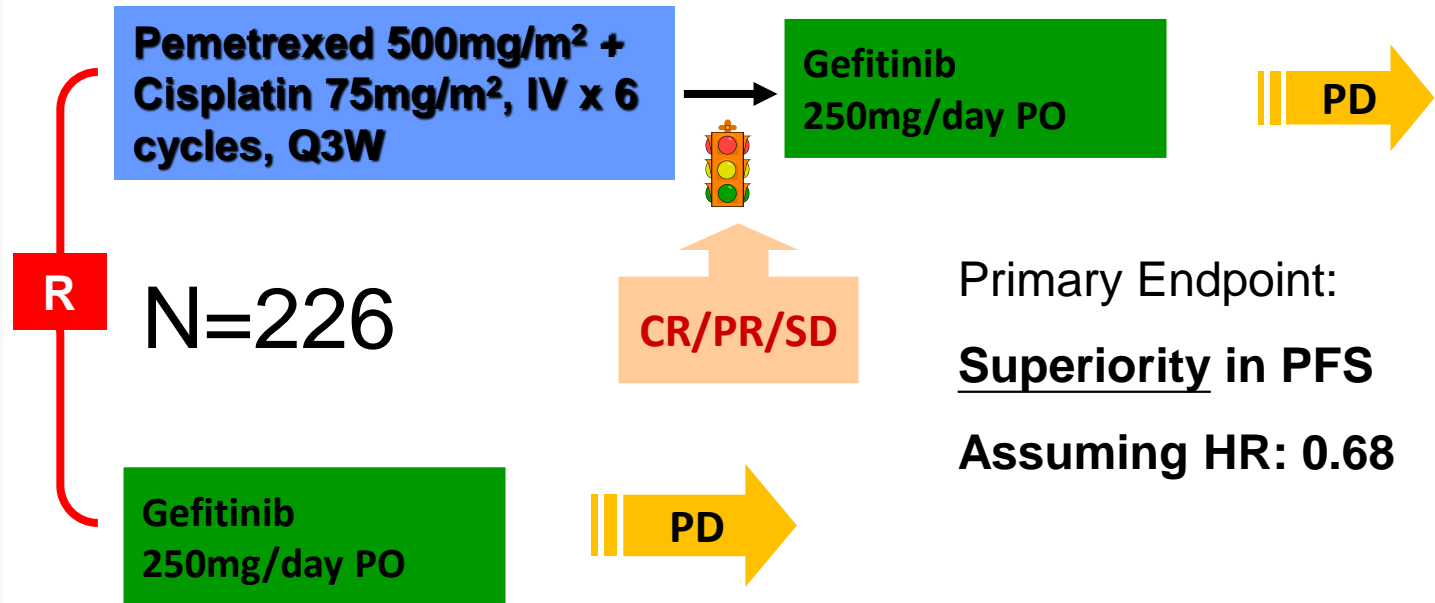 Pemetrexed 500mg/m² +
Cisplatin 75mg/m², IV x 6
cycles, Q3W
Gefitinib
250mg/day PO
PD
R
N=226
CR/PR/SD
Primary Endpoint:
Superiority in PFS
Assuming HR: 0.68
Gefitinib
250mg/day PO
PD